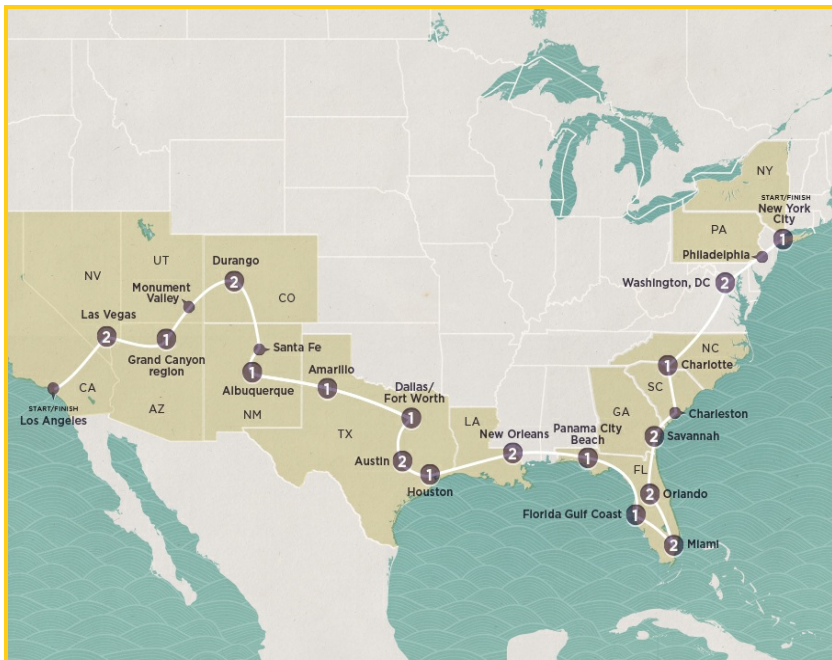 NY
START/FINISH
New York
City
1
PA
Philadelphia
Washington, DC
2
NV
UT
Durango
2
CO
Monument
Valley
Las Vegas
2
1
Grand Canyon
region
Santa Fe
CA
START/FINISH
Los Angeles
AZ
1
Albuquerque
NM
Amarillo
1
Dallas/
Fort Worth
1
TX
LA
Austin
2
1
Houston
New Orleans
2
Panama City
Beach
1
NC
1
Charlotte
SC
GA
Charleston
2
Savannah
FL
2
Orlando
Florida Gulf Coast
1
2
Miami